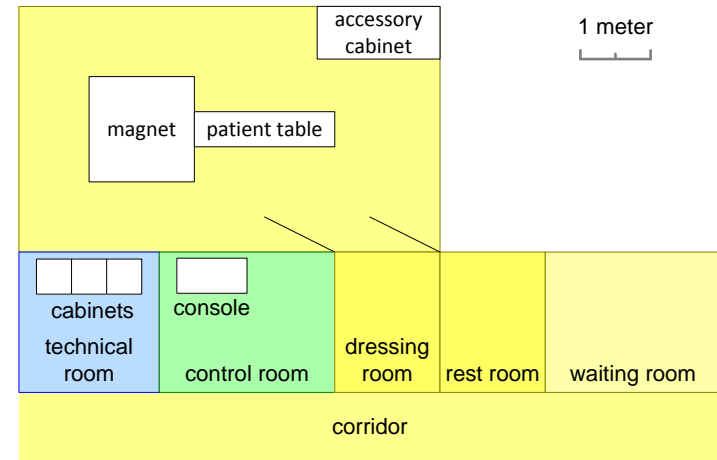 accessory
cabinet
1 meter
magnet
patient table
cabinets
console
technical
room
control room
dressing
room
rest room
waiting room
corridor